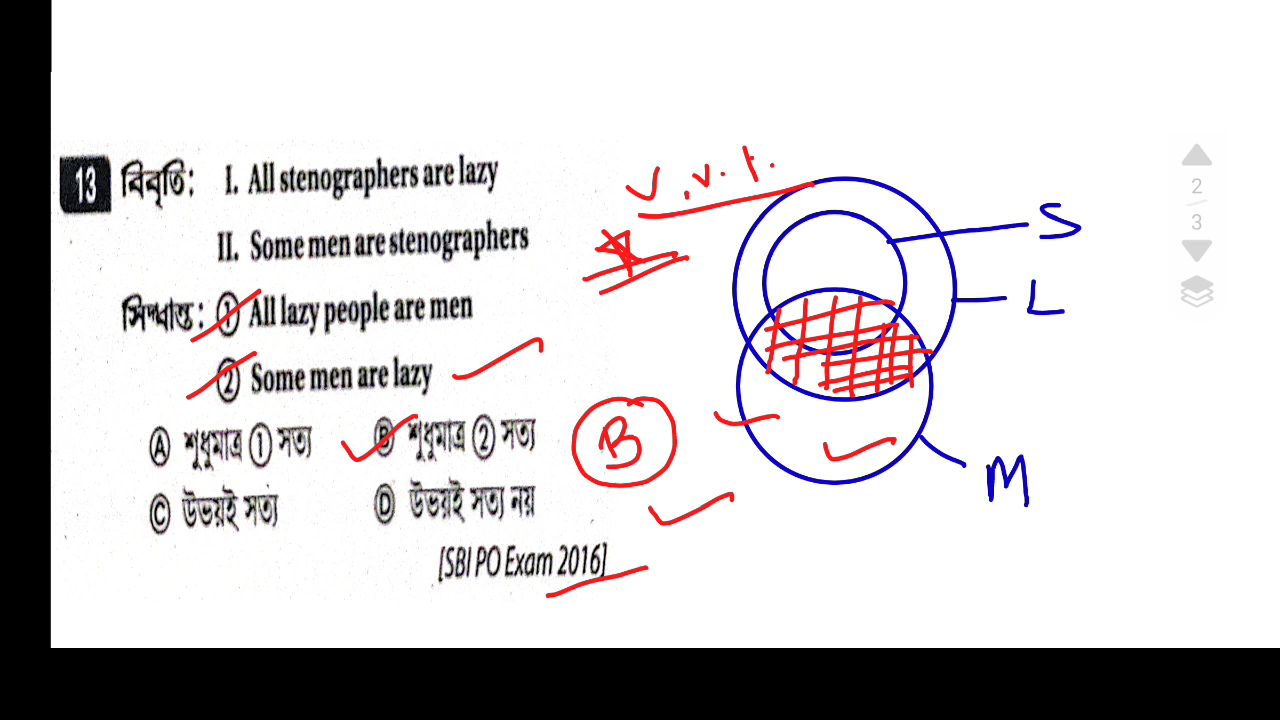 13 বিবৃতি: I. All stenographers are lazy
II. Some men are stenographers
সিদ্ধান্ত: ① All lazy people are men
② Some men are lazy
Ⓐ শুধুমাত্র ① সত্য Ⓑ শুধুমাত্র ② সত্য
Ⓒ উভয়ই সত্য Ⓓ উভয়ই সত্য নয়
[SBI PO Exam 2016]
V.v.I.
B
S
L
M
2
3